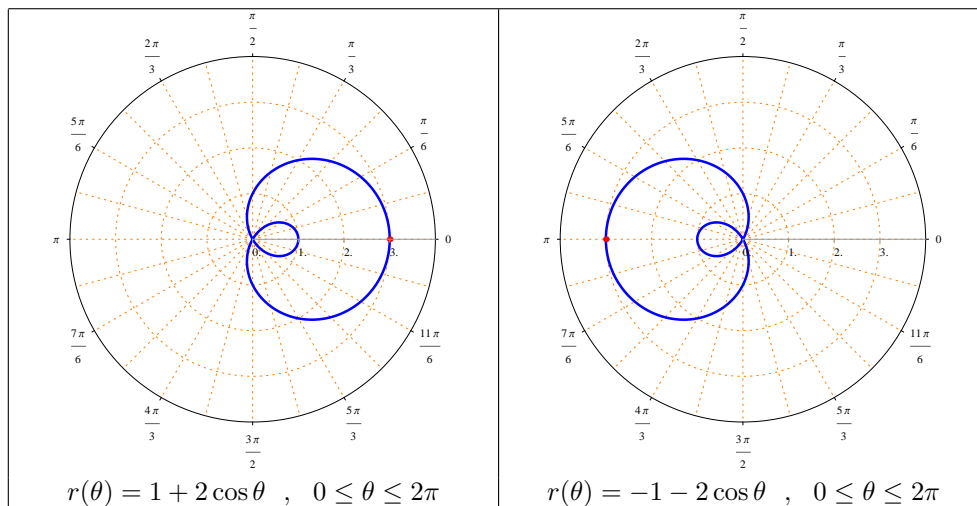 π/2
2π/3 π/3
5π/6 π/6
π 0. 1. 2. 3. 0
7π/6 11π/6
4π/3 5π/3
3π/2
r(θ) = 1 + 2 cos θ , 0 ≤ θ ≤ 2π
π/2
2π/3 π/3
5π/6 π/6
π 0. 1. 2. 3. 0
7π/6 11π/6
4π/3 5π/3
3π/2
r(θ) = −1 − 2 cos θ , 0 ≤ θ ≤ 2π